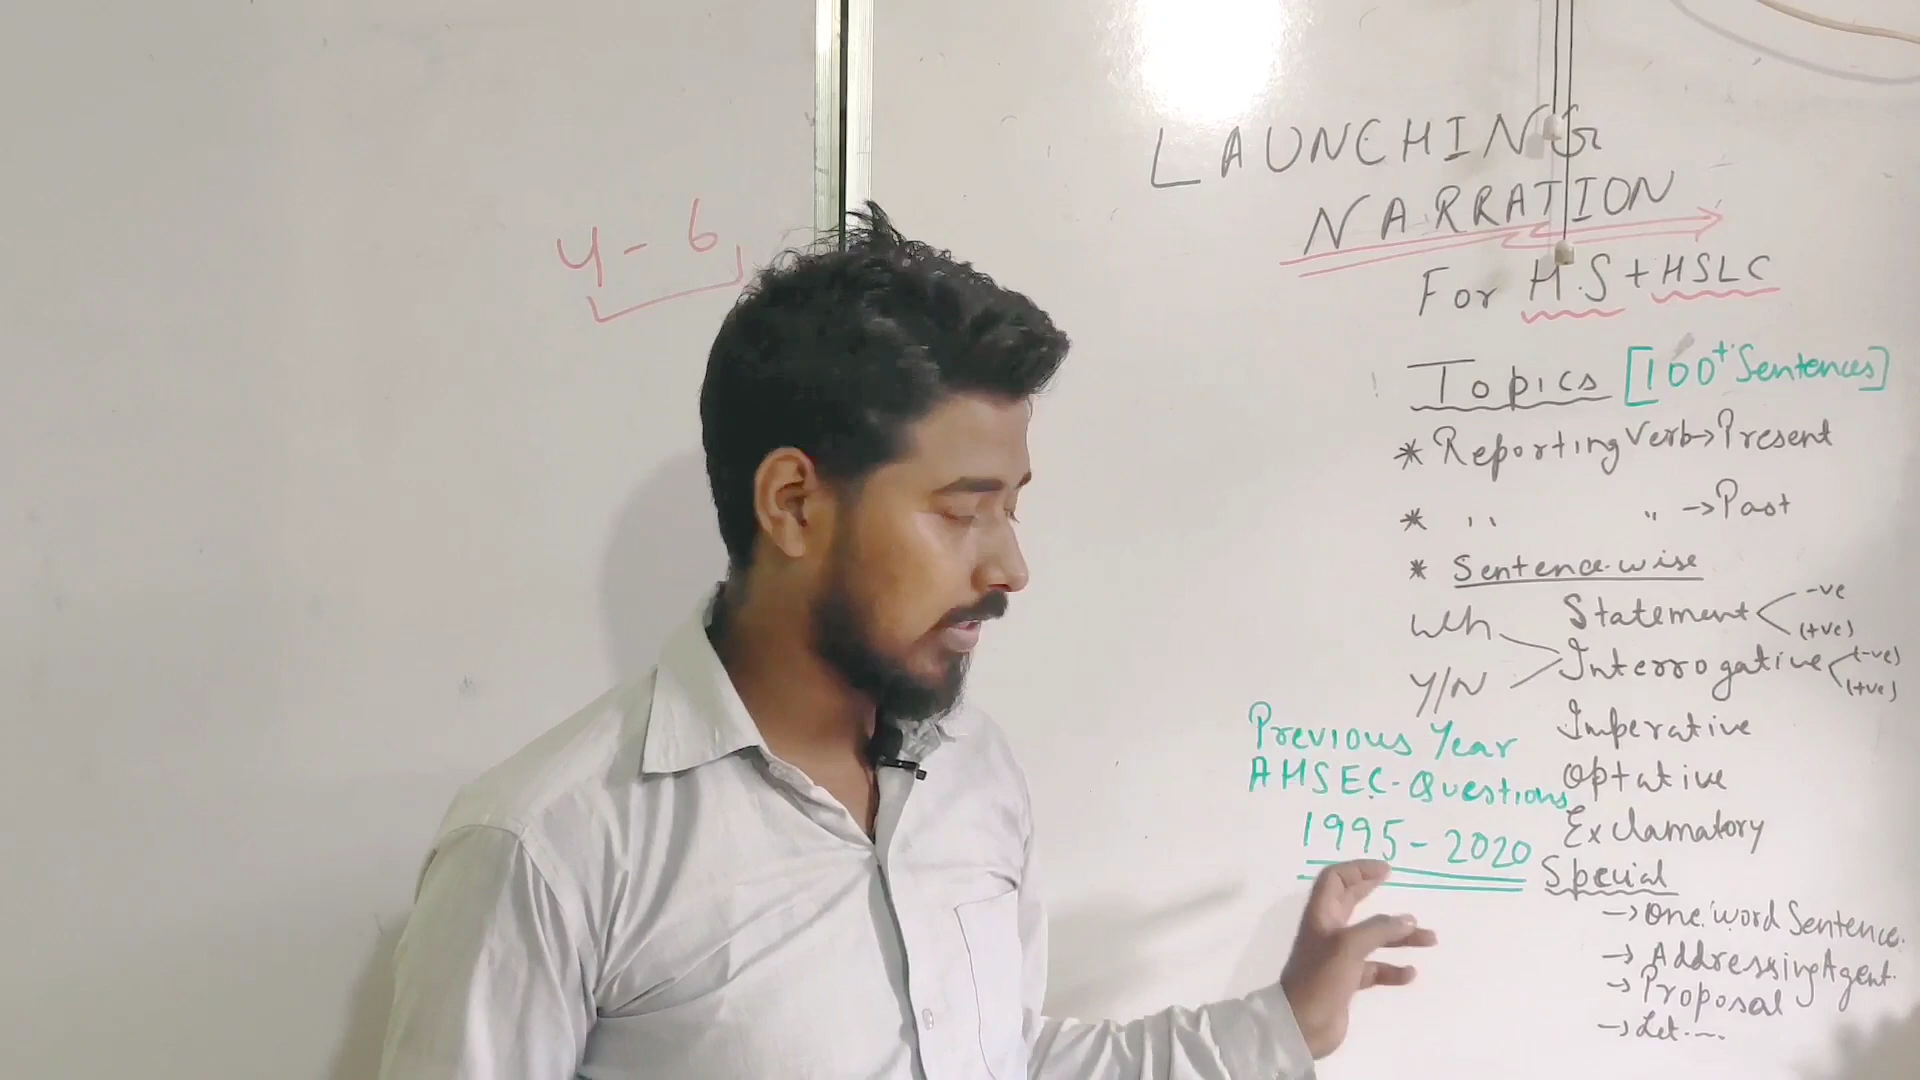 4-6
LAUNCHING
NARRATION
For H.S + HSLC
Topics [100+ Sentences]
* Reporting Verb → Present
* " " → Past
* Sentence-wise
Statement -ve
(+ve)
Wh
Interrogative (-ve)
(+ve)
Y/N
Imperative
Optative
Exclamatory
Previous Year
AHSEC-Questions
1995-2020
Special
→ One word Sentence.
→ Addressing Agent.
→ Proposal
→ Let....